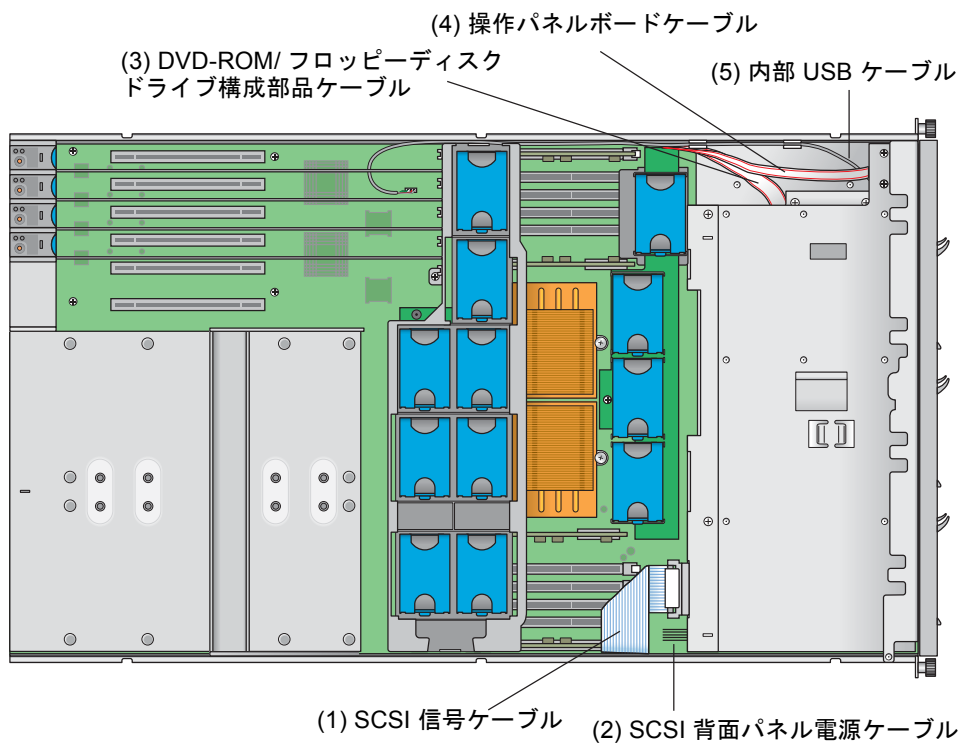 (4) 操作パネルボードケーブル
(3) DVD-ROM/ フロッピーディスク
ドライブ構成部品ケーブル
(5) 内部 USB ケーブル
(1) SCSI 信号ケーブル
(2) SCSI 背面パネル電源ケーブル